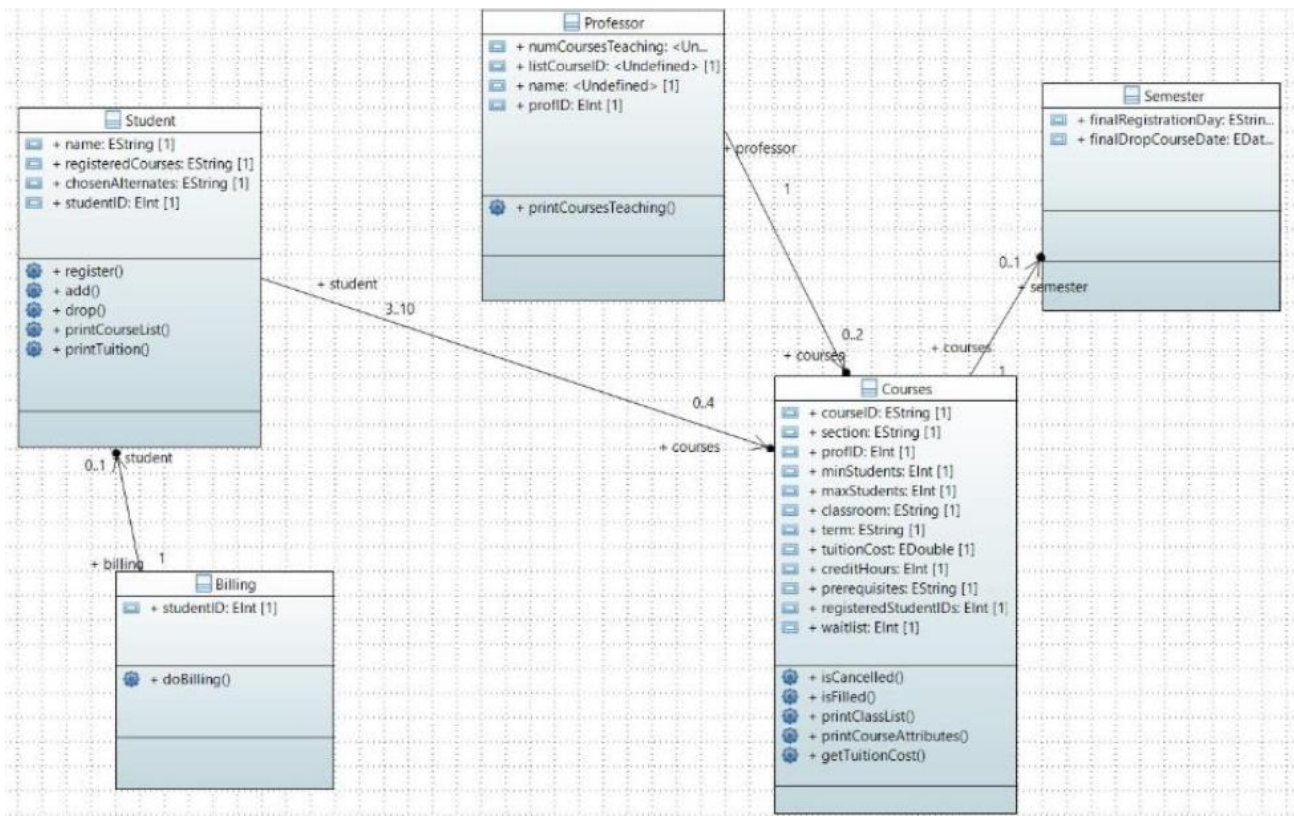 Professor
+ numCoursesTeaching: <Un...
+ listCourseID: <Undefined> [1]
+ name: <Undefined> [1]
+ profID: EInt [1]
+ printCoursesTeaching()
Semester
+ finalRegistrationDay: EStrin...
+ finalDropCourseDate: EDat...
Student
+ name: EString [1]
+ registeredCourses: EString [1]
+ chosenAlternates: EString [1]
+ studentID: EInt [1]
+ register()
+ add()
+ drop()
+ printCourseList()
+ printTuition()
+ professor
1
0..1
+ semester
+ student
3..10
0..2
+ courses
+ courses
1
0..4
+ courses
Courses
+ courseID: EString [1]
+ section: EString [1]
+ profID: EInt [1]
+ minStudents: EInt [1]
+ maxStudents: EInt [1]
+ classroom: EString [1]
+ term: EString [1]
+ tuitionCost: EDouble [1]
+ creditHours: EInt [1]
+ prerequisites: EString [1]
+ registeredStudentIDs: EInt [1]
+ waitlist: EInt [1]
+ isCancelled()
+ isFilled()
+ printClassList()
+ printCourseAttributes()
+ getTuitionCost()
0..1
+ student
+ billing
1
Billing
+ studentID: EInt [1]
+ doBilling()